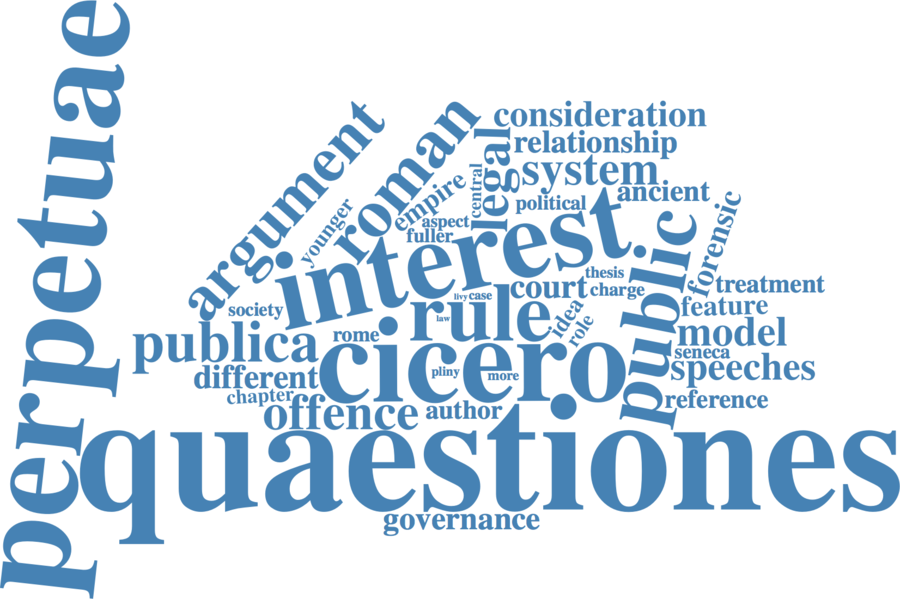 perpetuae
argument
roman
consideration
relationship
legal
system
central
empire
younger
political
ancient
aspect
fuller
interest
public
forensic
thesis
society
livy
case
court
charge
treatment
law
rule
idea
role
feature
publica
rome
model
cicero
seneca
different
pliny
more
speeches
chapter
offence
author
reference
quaestiones
governance